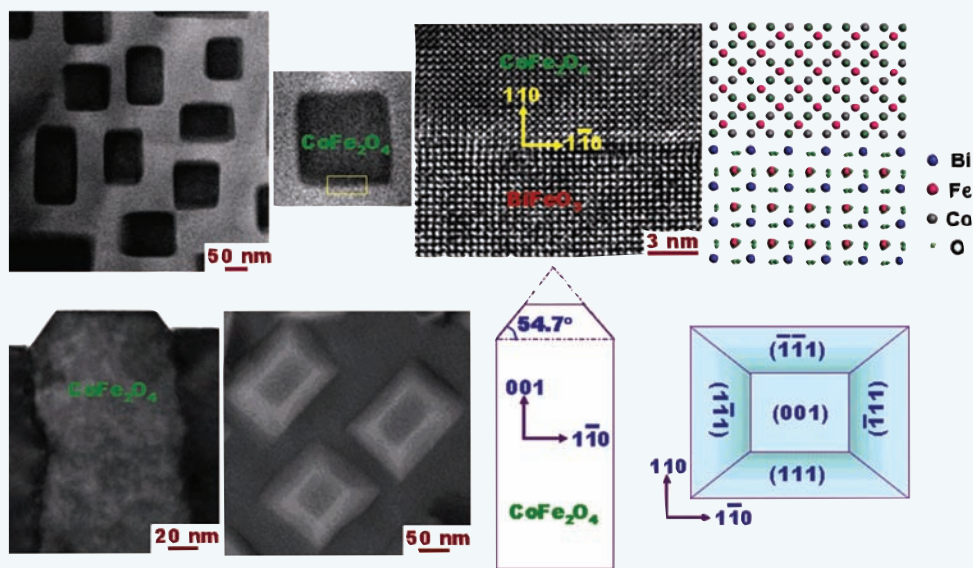 50 nm
CoFe₂O₄
CoFe₂O₄
110
11̄0
BiFeO₃
3 nm
Bi
Fe
Co
O
CoFe₂O₄
20 nm
50 nm
54.7°
001
11̄0
CoFe₂O₄
(1̄1̄1)
(11̄1)
(001)
(1̄11)
(111)
110
11̄0